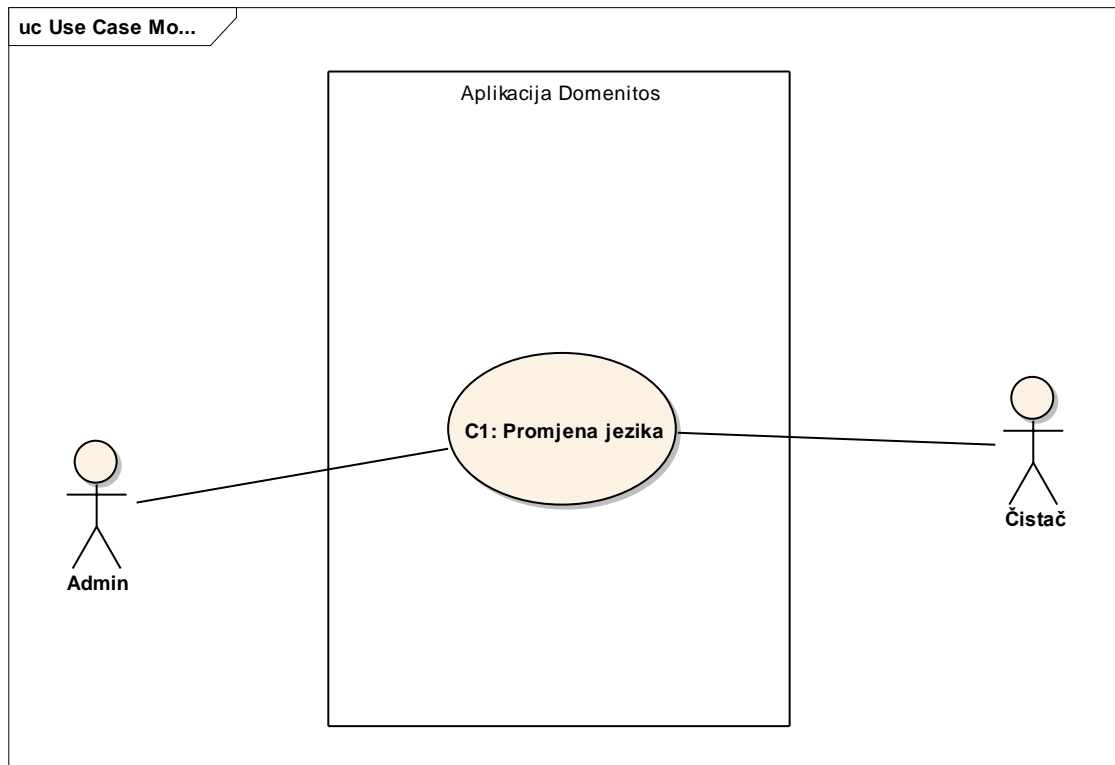 uc Use Case Mo...
Aplikacija Domenitos
C1: Promjena jezika
Čistač
Admin